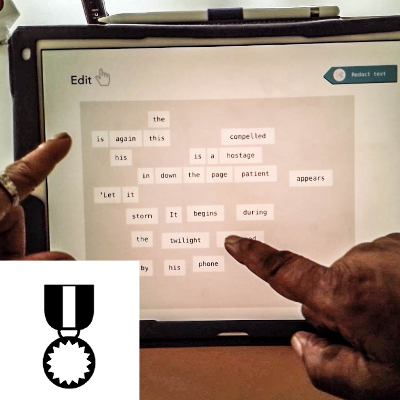 Edit
Redact text
the
is again this compelled
his is a hostage
in down the page patient appears
'Let it
storn It begins during
the twilight
by his phone